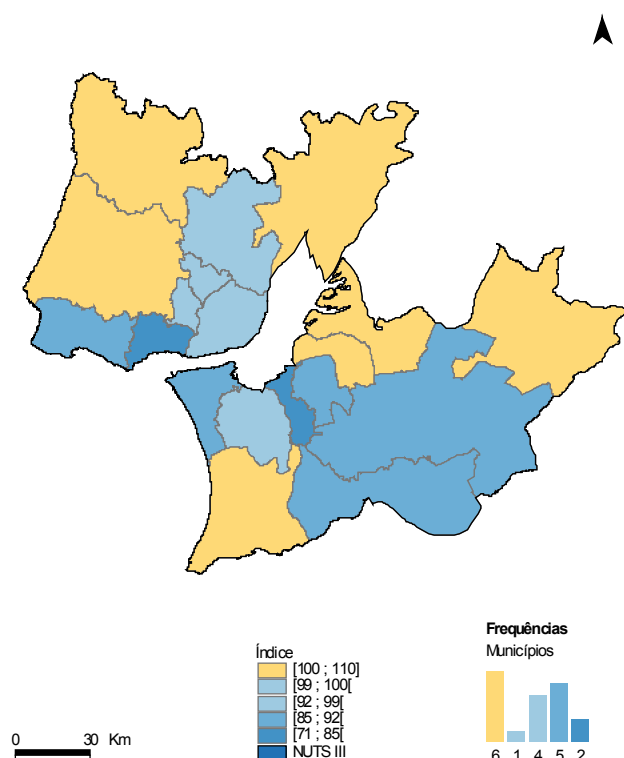 Índice
[100 ; 110]
[99 ; 100[
[92 ; 99[
[85 ; 92[
[71 ; 85[
NUTS III
Frequências
Municípios
6 1 4 5 2
0 30 Km